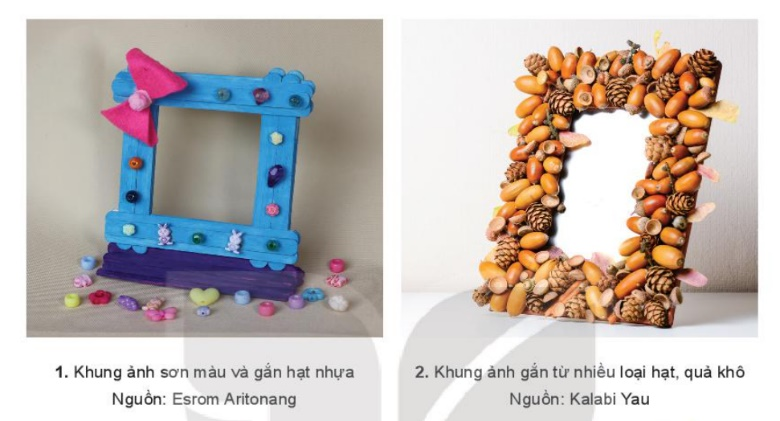 1. Khung ảnh sơn màu và gắn hạt nhựa
Nguồn: Esrom Aritonang
2. Khung ảnh gắn từ nhiều loại hạt, quả khô
Nguồn: Kalabi Yau